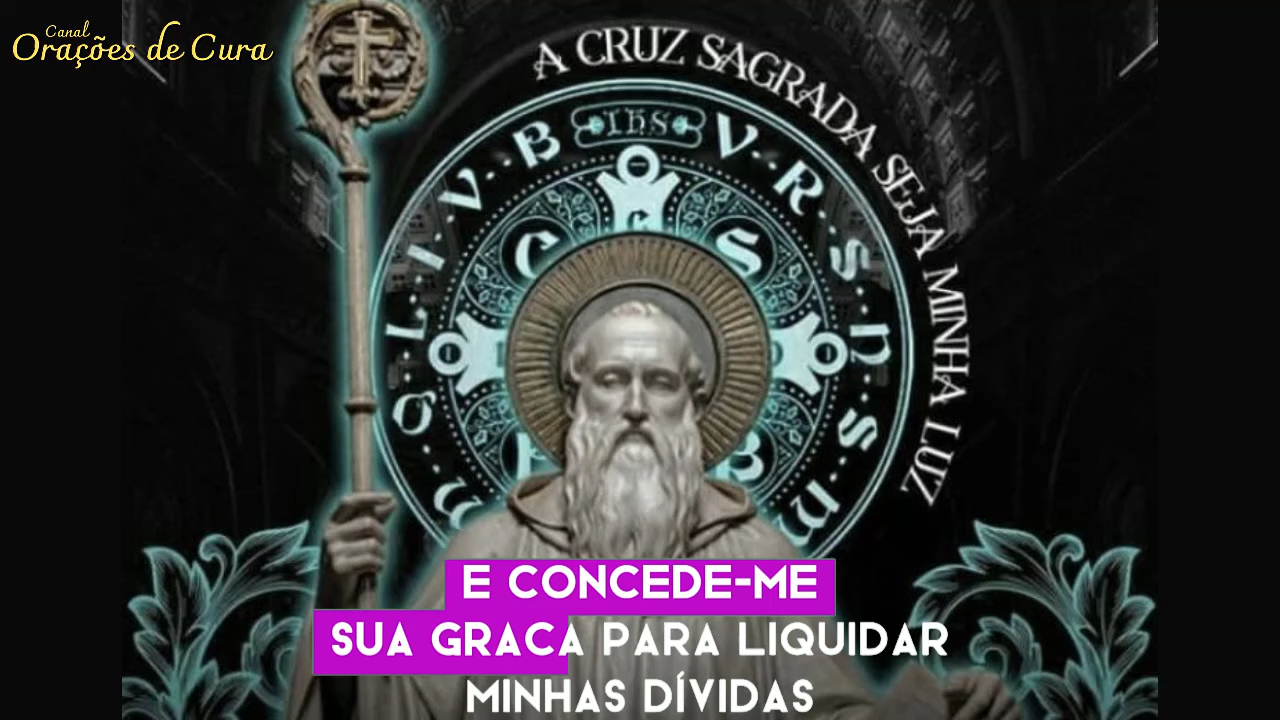 Canal
Orações de Cura
A CRUZ SAGRADA SEJA MINHA LUZ
IHS
V B
V R S N S M
L I
C S
B
E CONCEDE-ME
SUA GRACA PARA LIQUIDAR
MINHAS DÍVIDAS